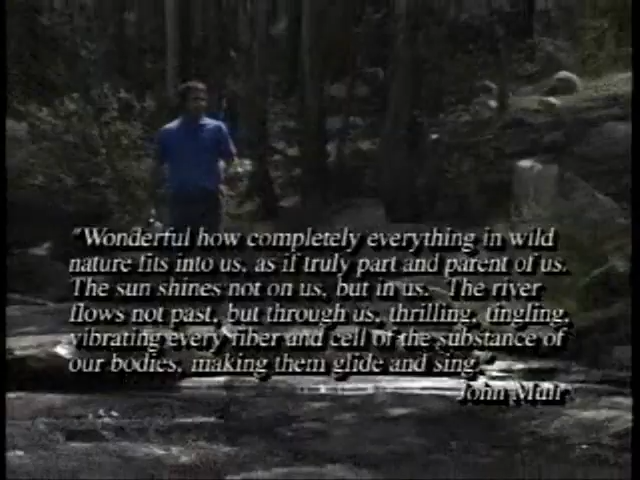 "Wonderful how completely everything in wild
nature fits into us, as if truly part and parent of us.
The sun shines not on us, but in us. The river
flows not past, but through us, thrilling, tingling,
vibrating every fiber and cell of the substance of
our bodies, making them glide and sing."
John Muir